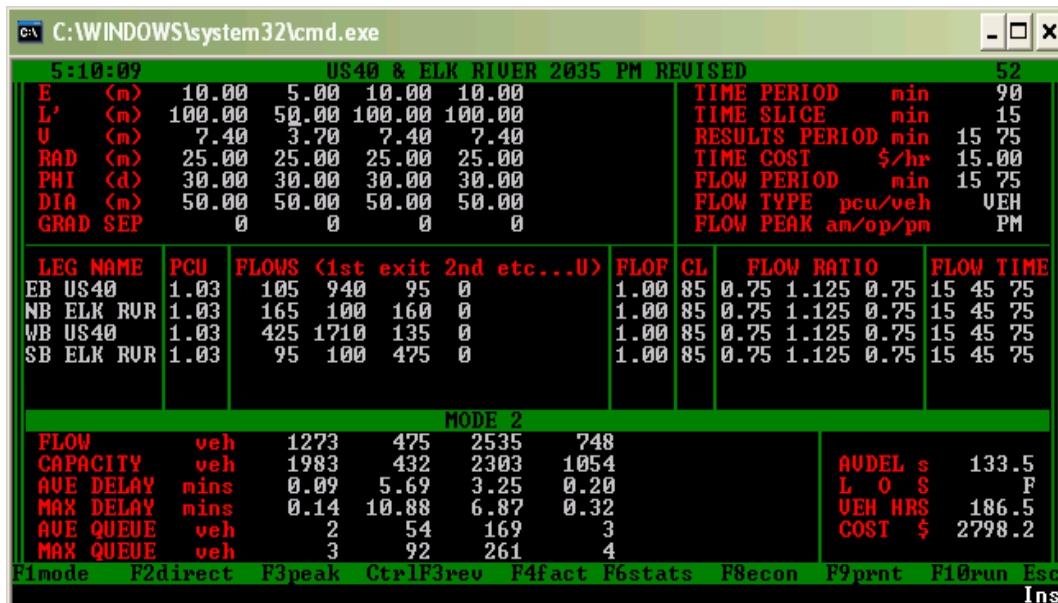 C:\WINDOWS\system32\cmd.exe
5:10:09 US40 & ELK RIVER 2035 PM REVISED 52
E (m) 10.00 5.00 10.00 10.00 TIME PERIOD min 90
L' (m) 100.00 50.00 100.00 100.00 TIME SLICE min 15
V (m) 7.40 3.70 7.40 7.40 RESULTS PERIOD min 15 75
RAD (m) 25.00 25.00 25.00 25.00 TIME COST $/hr 15.00
PHI (d) 30.00 30.00 30.00 30.00 FLOW PERIOD min 15 75
DIA (m) 50.00 50.00 50.00 50.00 FLOW TYPE pcu/veh VEH
GRAD SEP 0 0 0 0 FLOW PEAK am/op/pm PM
LEG NAME PCU FLOWS (1st exit 2nd etc...U) FLOF CL FLOW RATIO FLOW TIME
EB US40 1.03 105 940 95 0 1.00 85 0.75 1.125 0.75 15 45 75
NB ELK RVR 1.03 165 100 160 0 1.00 85 0.75 1.125 0.75 15 45 75
WB US40 1.03 425 1710 135 0 1.00 85 0.75 1.125 0.75 15 45 75
SB ELK RVR 1.03 95 100 475 0 1.00 85 0.75 1.125 0.75 15 45 75
MODE 2
FLOW veh 1273 475 2535 748
CAPACITY veh 1983 432 2303 1054 AVDEL s 133.5
AVE DELAY mins 0.09 5.69 3.25 0.20 L O S F
MAX DELAY mins 0.14 10.88 6.87 0.32 VEH HRS 186.5
AVE QUEUE veh 2 54 169 3 COST $ 2798.2
MAX QUEUE veh 3 92 261 4
F1mode F2direct F3peak CtrlF3rev F4fact F6stats F8econ F9prnt F10run Esc
Ins